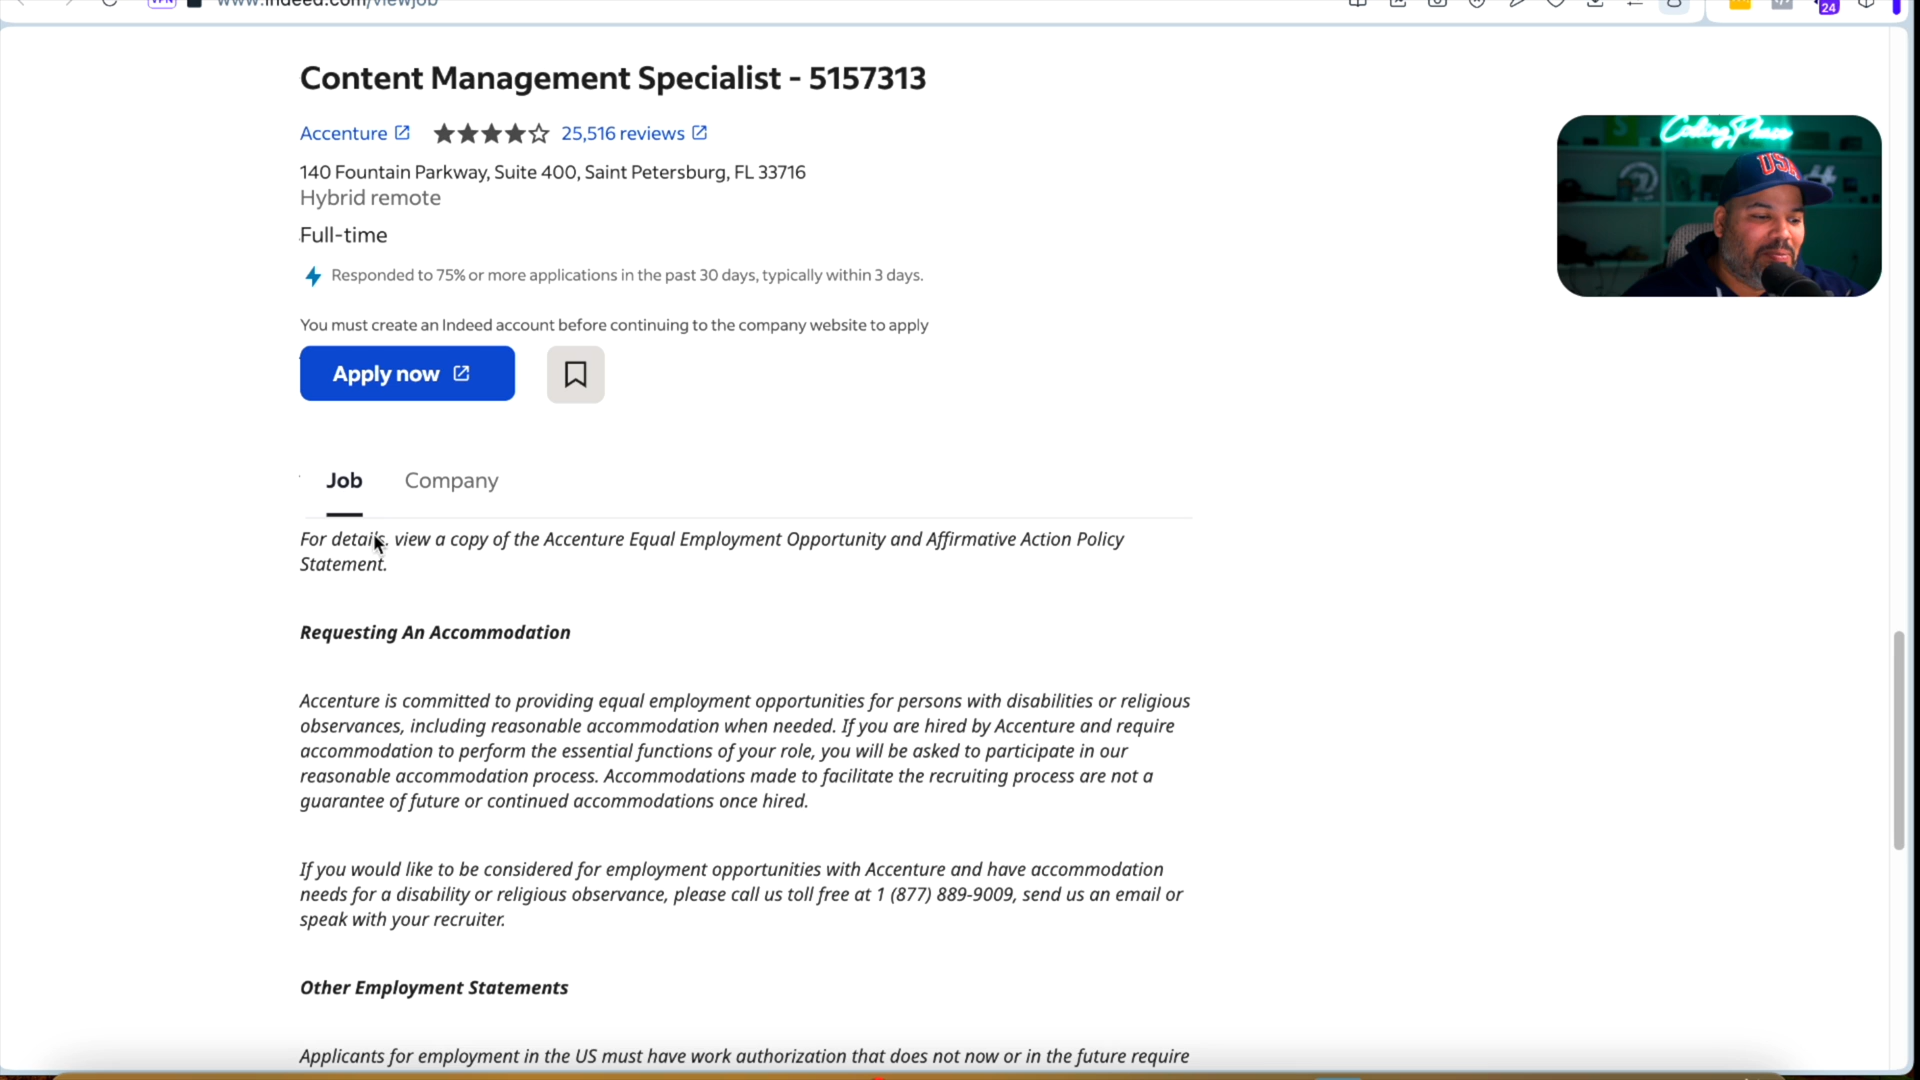 www.indeed.com/viewjob
24
Content Management Specialist - 5157313
Accenture 25,516 reviews
140 Fountain Parkway, Suite 400, Saint Petersburg, FL 33716
Hybrid remote
Full-time
Responded to 75% or more applications in the past 30 days, typically within 3 days.
You must create an Indeed account before continuing to the company website to apply
Apply now
Coding Phase
USA
Job Company
For details, view a copy of the Accenture Equal Employment Opportunity and Affirmative Action Policy
Statement.
Requesting An Accommodation
Accenture is committed to providing equal employment opportunities for persons with disabilities or religious
observances, including reasonable accommodation when needed. If you are hired by Accenture and require
accommodation to perform the essential functions of your role, you will be asked to participate in our
reasonable accommodation process. Accommodations made to facilitate the recruiting process are not a
guarantee of future or continued accommodations once hired.
If you would like to be considered for employment opportunities with Accenture and have accommodation
needs for a disability or religious observance, please call us toll free at 1 (877) 889-9009, send us an email or
speak with your recruiter.
Other Employment Statements
Applicants for employment in the US must have work authorization that does not now or in the future require